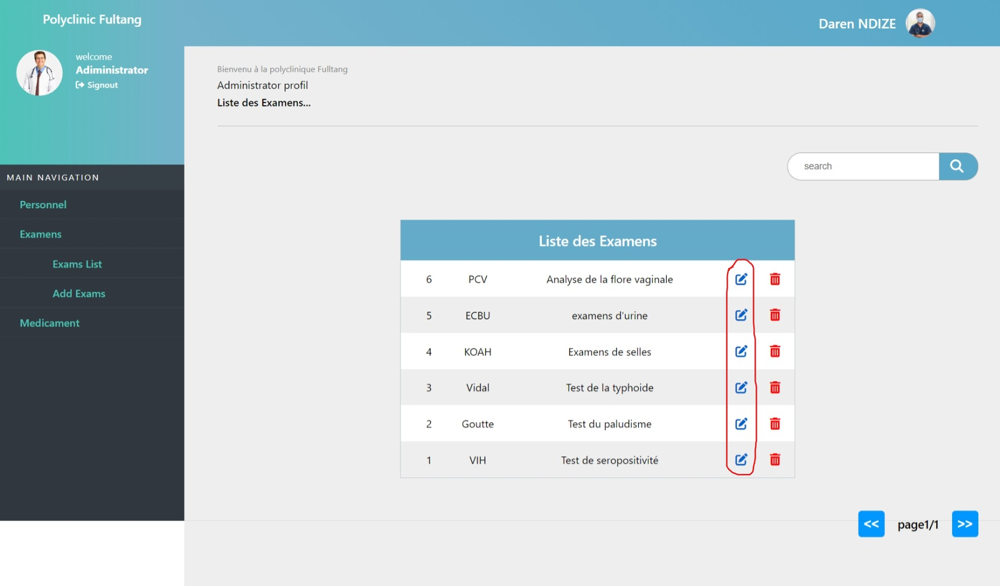 Polyclinic Fultang
Daren NDIZE
welcome
Adiministrator
Signout
Bienvenu à la polyclinique Fulltang
Administrator profil
Liste des Examens...
MAIN NAVIGATION
Personnel
Examens
Exams List
Add Exams
Medicament
search
Liste des Examens
6 PCV Analyse de la flore vaginale
5 ECBU examens d'urine
4 KOAH Examens de selles
3 Vidal Test de la typhoide
2 Goutte Test du paludisme
1 VIH Test de seropositivité
<< page1/1 >>